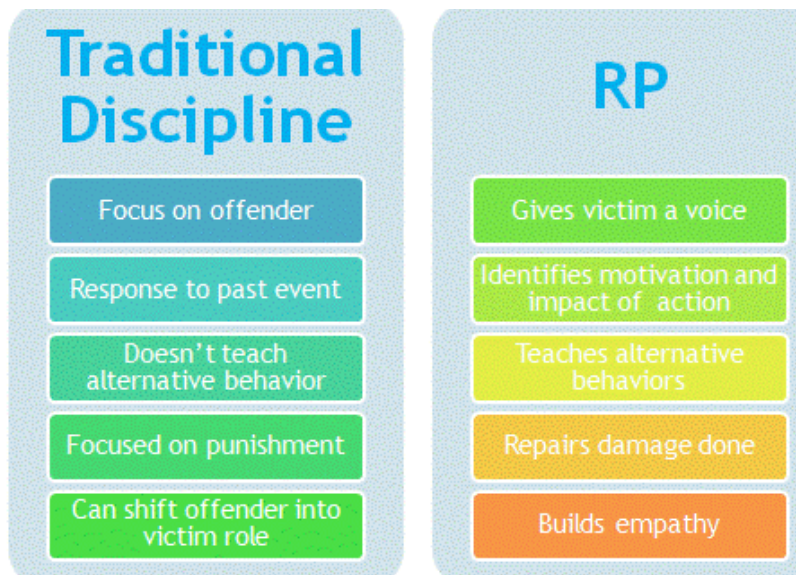 Traditional
Discipline
Focus on offender
Response to past event
Doesn't teach
alternative behavior
Focused on punishment
Can shift offender into
victim role
RP
Gives victim a voice
Identifies motivation and
impact of action
Teaches alternative
behaviors
Repairs damage done
Builds empathy